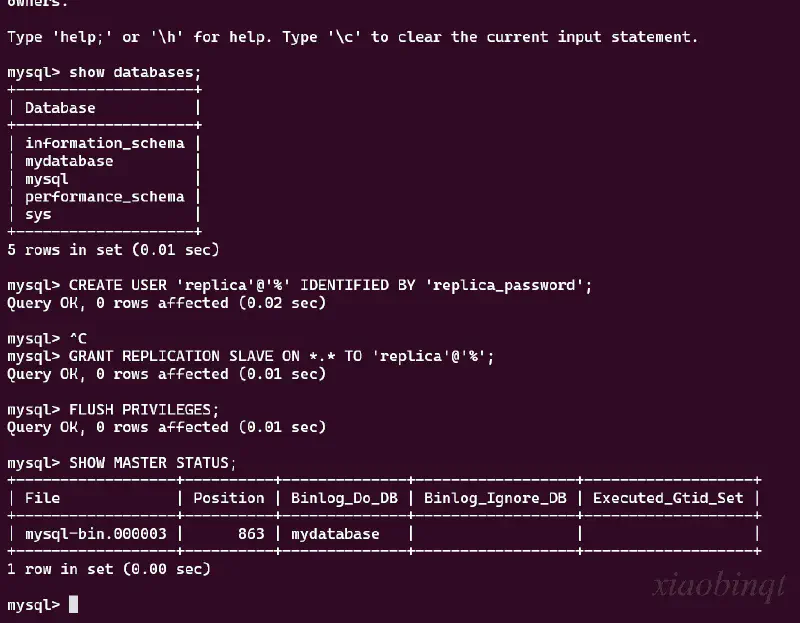 owners.
Type 'help;' or '\h' for help. Type '\c' to clear the current input statement.
mysql> show databases;
+--------------------+
| Database           |
+--------------------+
| information_schema |
| mydatabase         |
| mysql              |
| performance_schema |
| sys                |
+--------------------+
5 rows in set (0.01 sec)
mysql> CREATE USER 'replica'@'%' IDENTIFIED BY 'replica_password';
Query OK, 0 rows affected (0.02 sec)
mysql> ^C
mysql> GRANT REPLICATION SLAVE ON *.* TO 'replica'@'%';
Query OK, 0 rows affected (0.01 sec)
mysql> FLUSH PRIVILEGES;
Query OK, 0 rows affected (0.01 sec)
mysql> SHOW MASTER STATUS;
+------------------+----------+--------------+------------------+-------------------+
| File             | Position | Binlog_Do_DB | Binlog_Ignore_DB | Executed_Gtid_Set |
+------------------+----------+--------------+------------------+-------------------+
| mysql-bin.000003 |      863 | mydatabase   |                  |                   |
+------------------+----------+--------------+------------------+-------------------+
1 row in set (0.00 sec)
mysql>
xiaobinqt